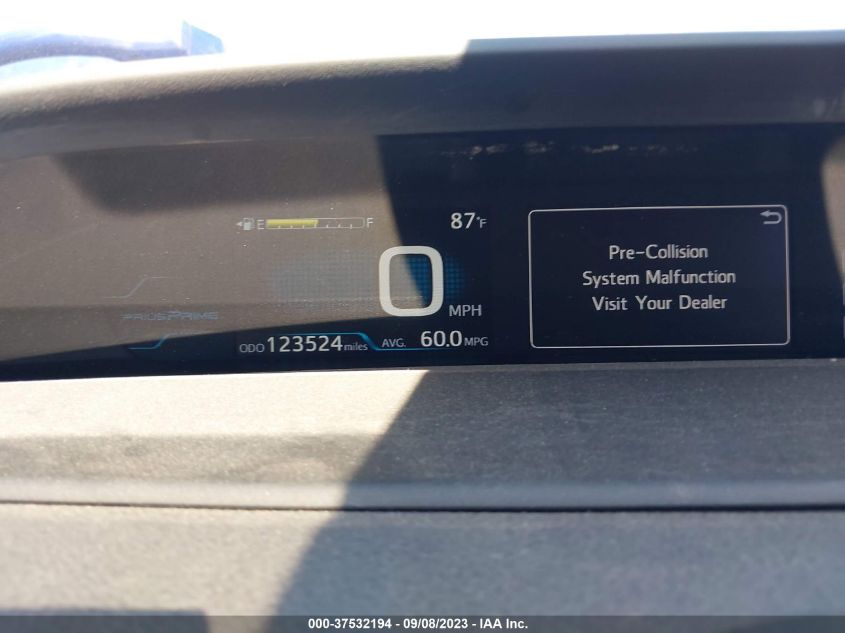 E F 87°F
Pre-Collision
System Malfunction
Visit Your Dealer
0 MPH
PRIUS PRIME
ODO 123524 miles AVG. 60.0 MPG
000-37532194 - 09/08/2023 - IAA Inc.